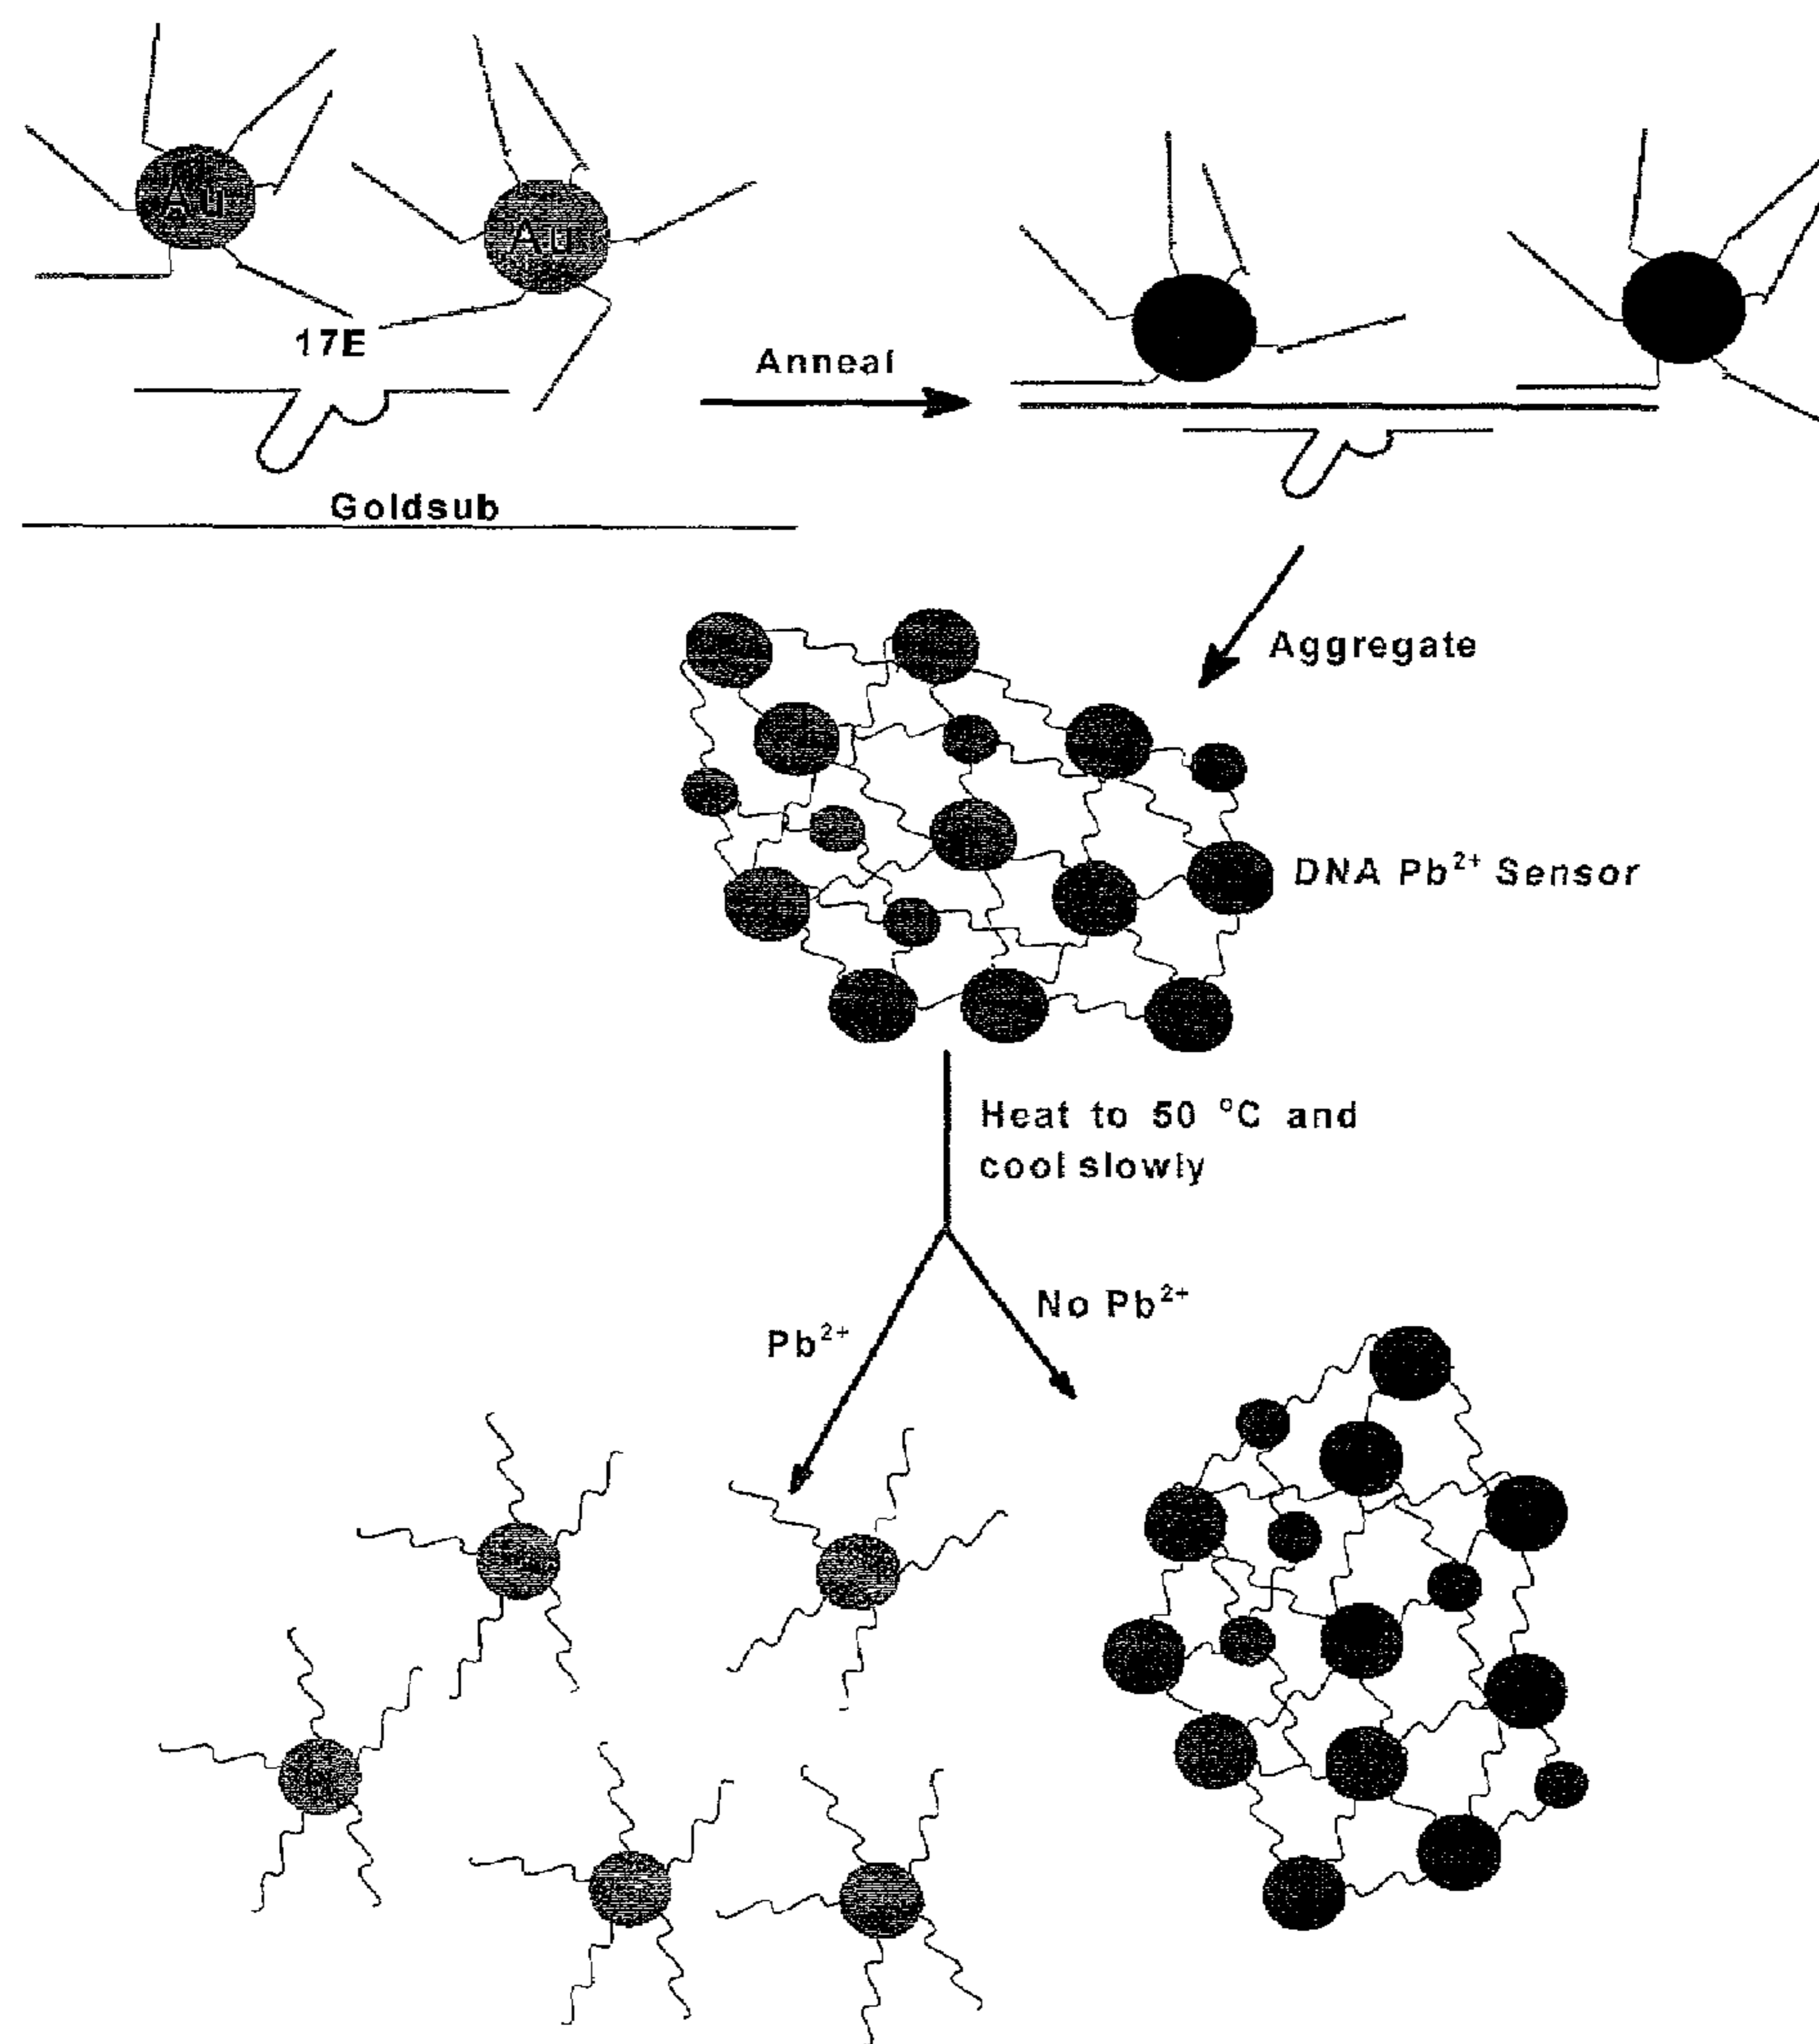 Au
Au
17E
Anneal
Goldsub
Aggregate
DNA Pb²⁺ Sensor
Heat to 50 °C and
cool slowly
No Pb²⁺
Pb²⁺